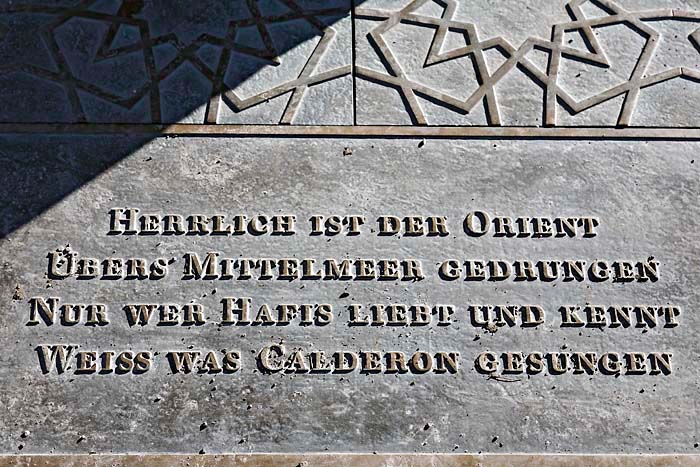 Herrlich ist der Orient
Übers Mittelmeer gedrungen
Nur wer Hafis liebt und kennt
Weiss was Calderon gesungen